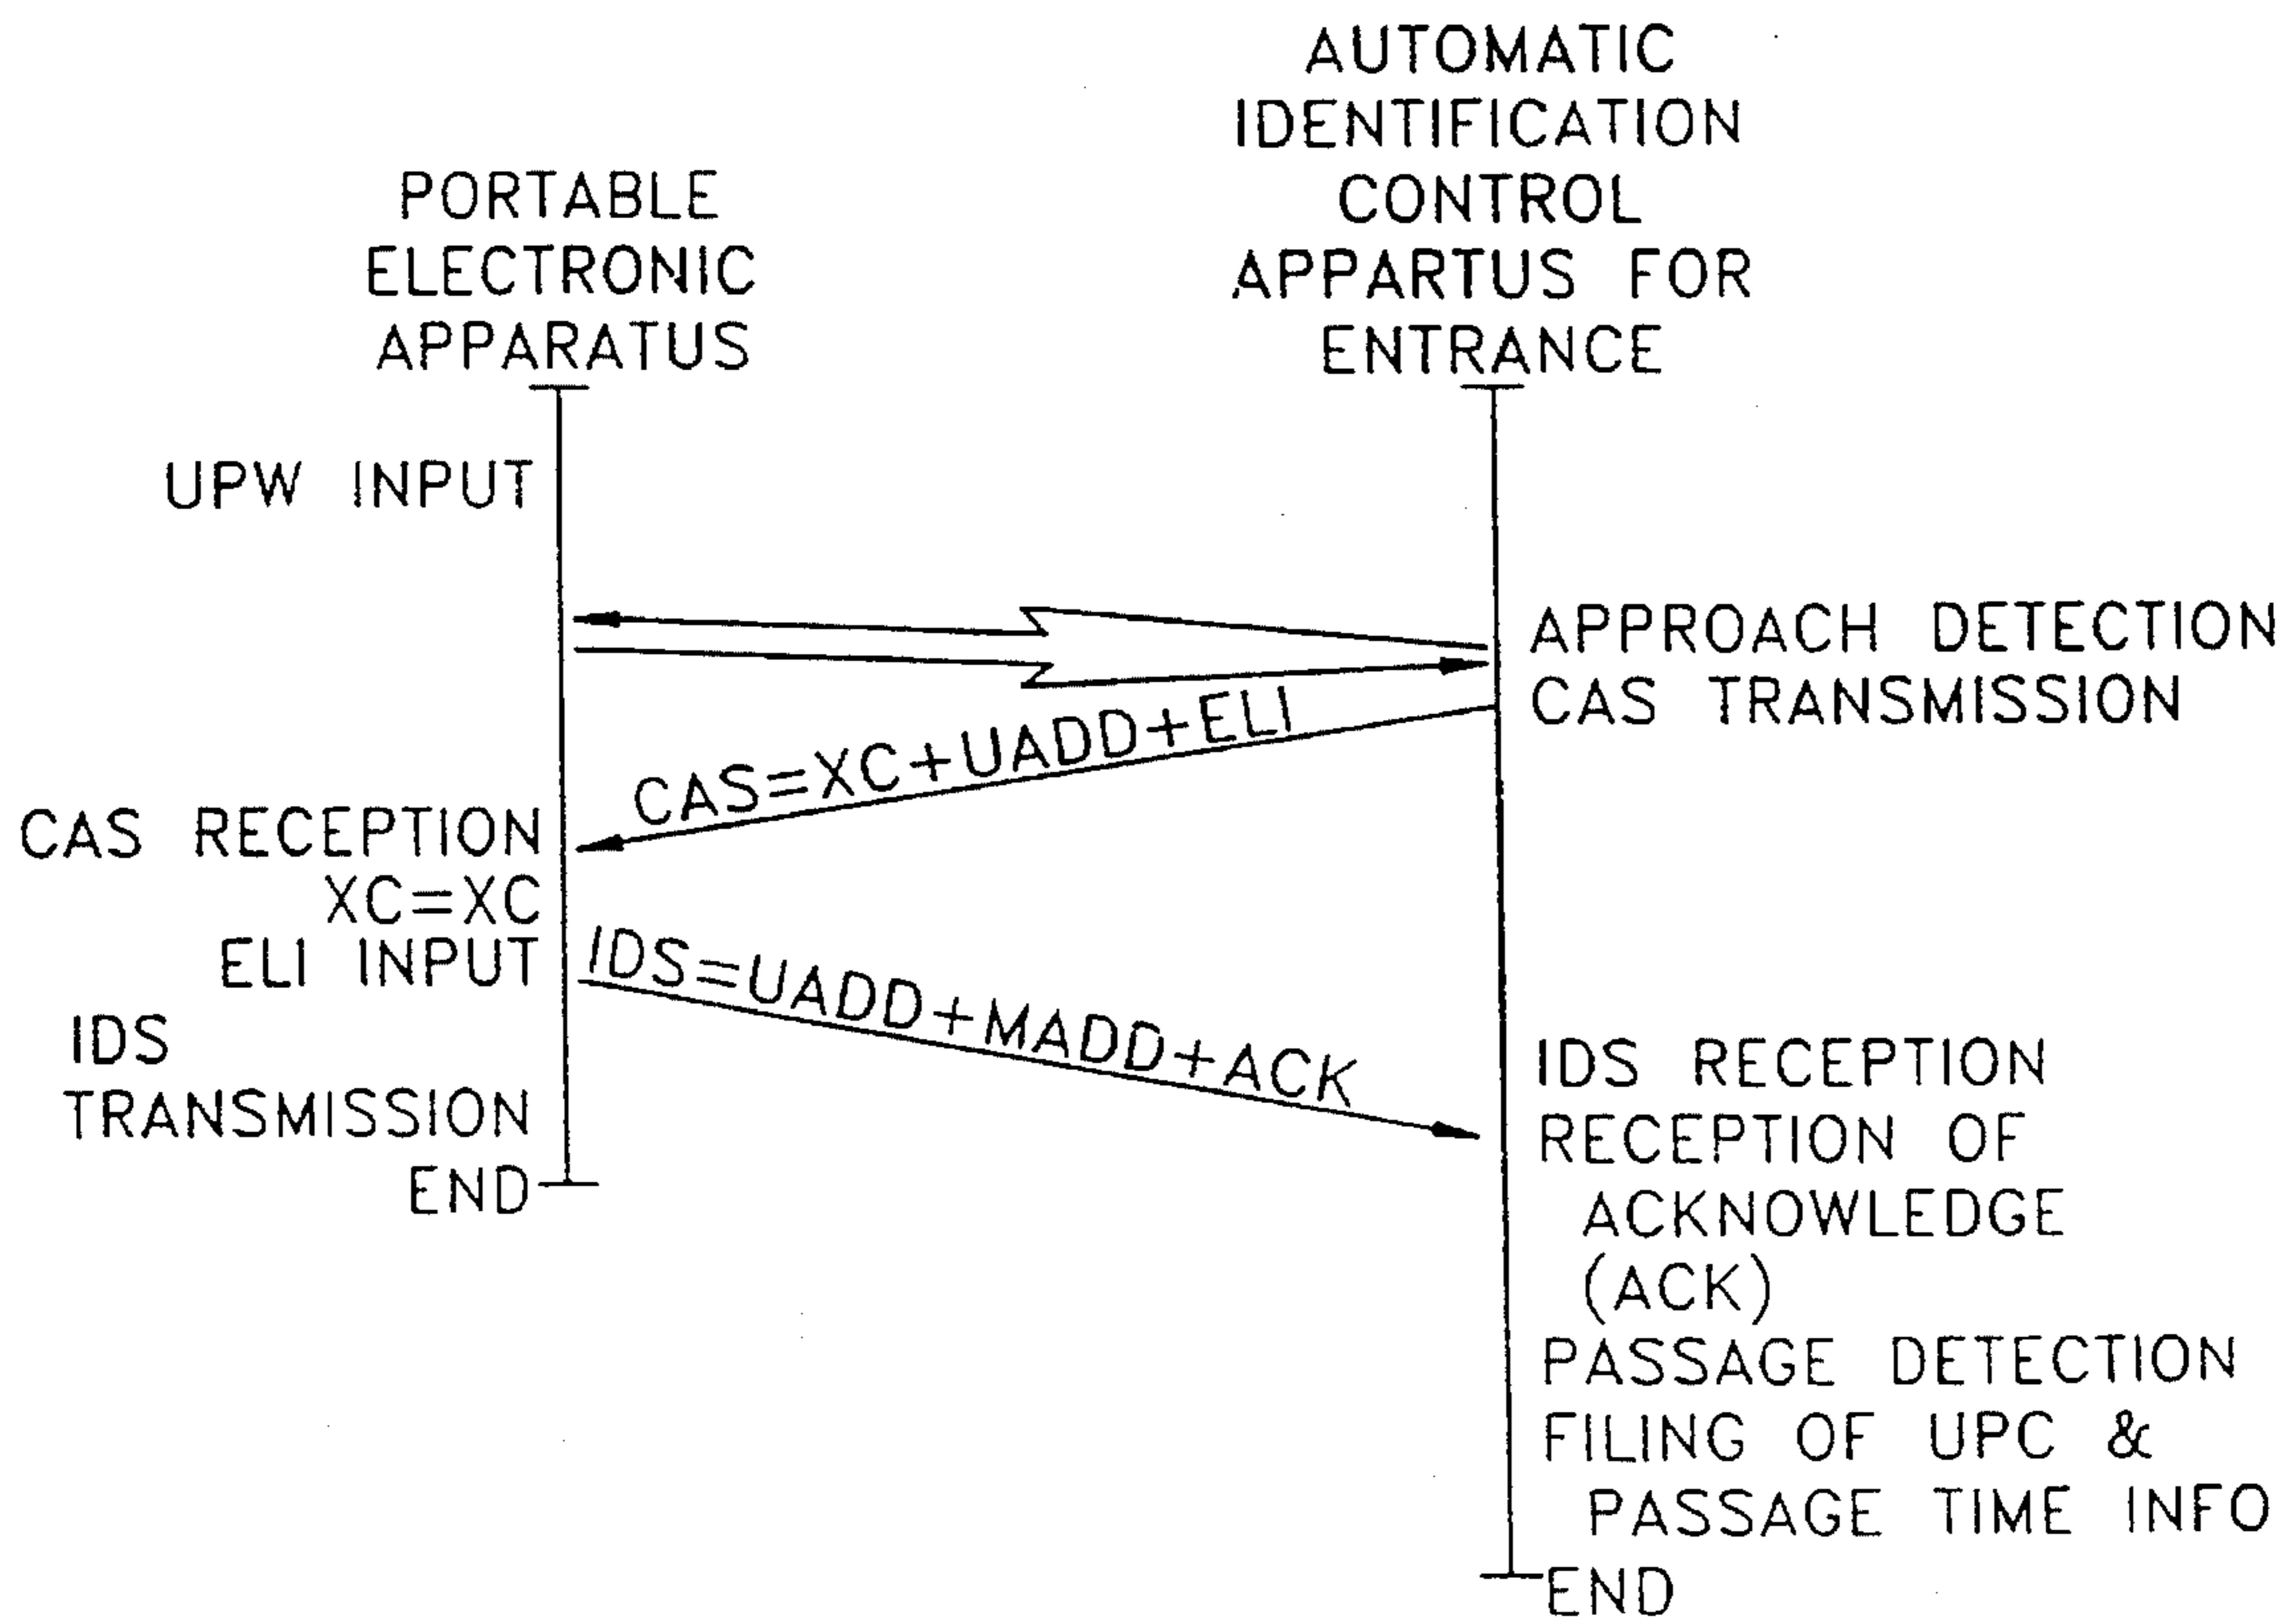 PORTABLE
ELECTRONIC
APPARATUS
AUTOMATIC
IDENTIFICATION
CONTROL
APPARTUS FOR
ENTRANCE
UPW INPUT
APPROACH DETECTION
CAS TRANSMISSION
CAS=XC+UADD+ELI
CAS RECEPTION
XC=XC
ELI INPUT
IDS=UADD+MADD+ACK
IDS
TRANSMISSION
END
IDS RECEPTION
RECEPTION OF
ACKNOWLEDGE
(ACK)
PASSAGE DETECTION
FILING OF UPC &
PASSAGE TIME INFO
END